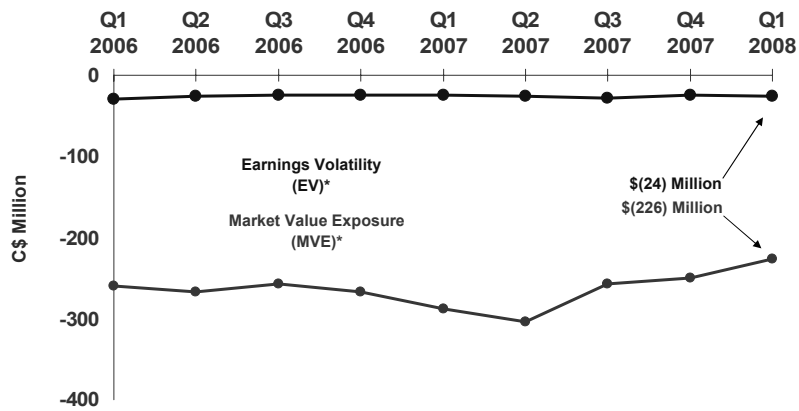 Q1 Q2 Q3 Q4 Q1 Q2 Q3 Q4 Q1
2006 2006 2006 2006 2007 2007 2007 2007 2008
0
-100
-200
-300
-400
C$ Million
Earnings Volatility
(EV)*
Market Value Exposure
(MVE)*
$(24) Million
$(226) Million